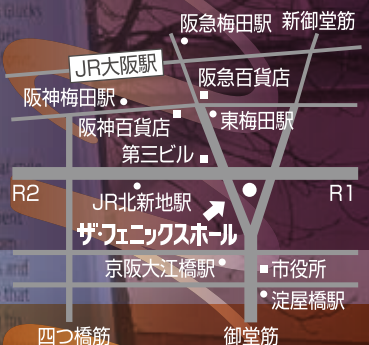 阪急梅田駅 新御堂筋
JR大阪駅
阪急百貨店
阪神梅田駅
阪神百貨店 東梅田駅
第三ビル
R2 R1
JR北新地駅
ザ・フェニックスホール
京阪大江橋駅 市役所
淀屋橋駅
四つ橋筋 御堂筋